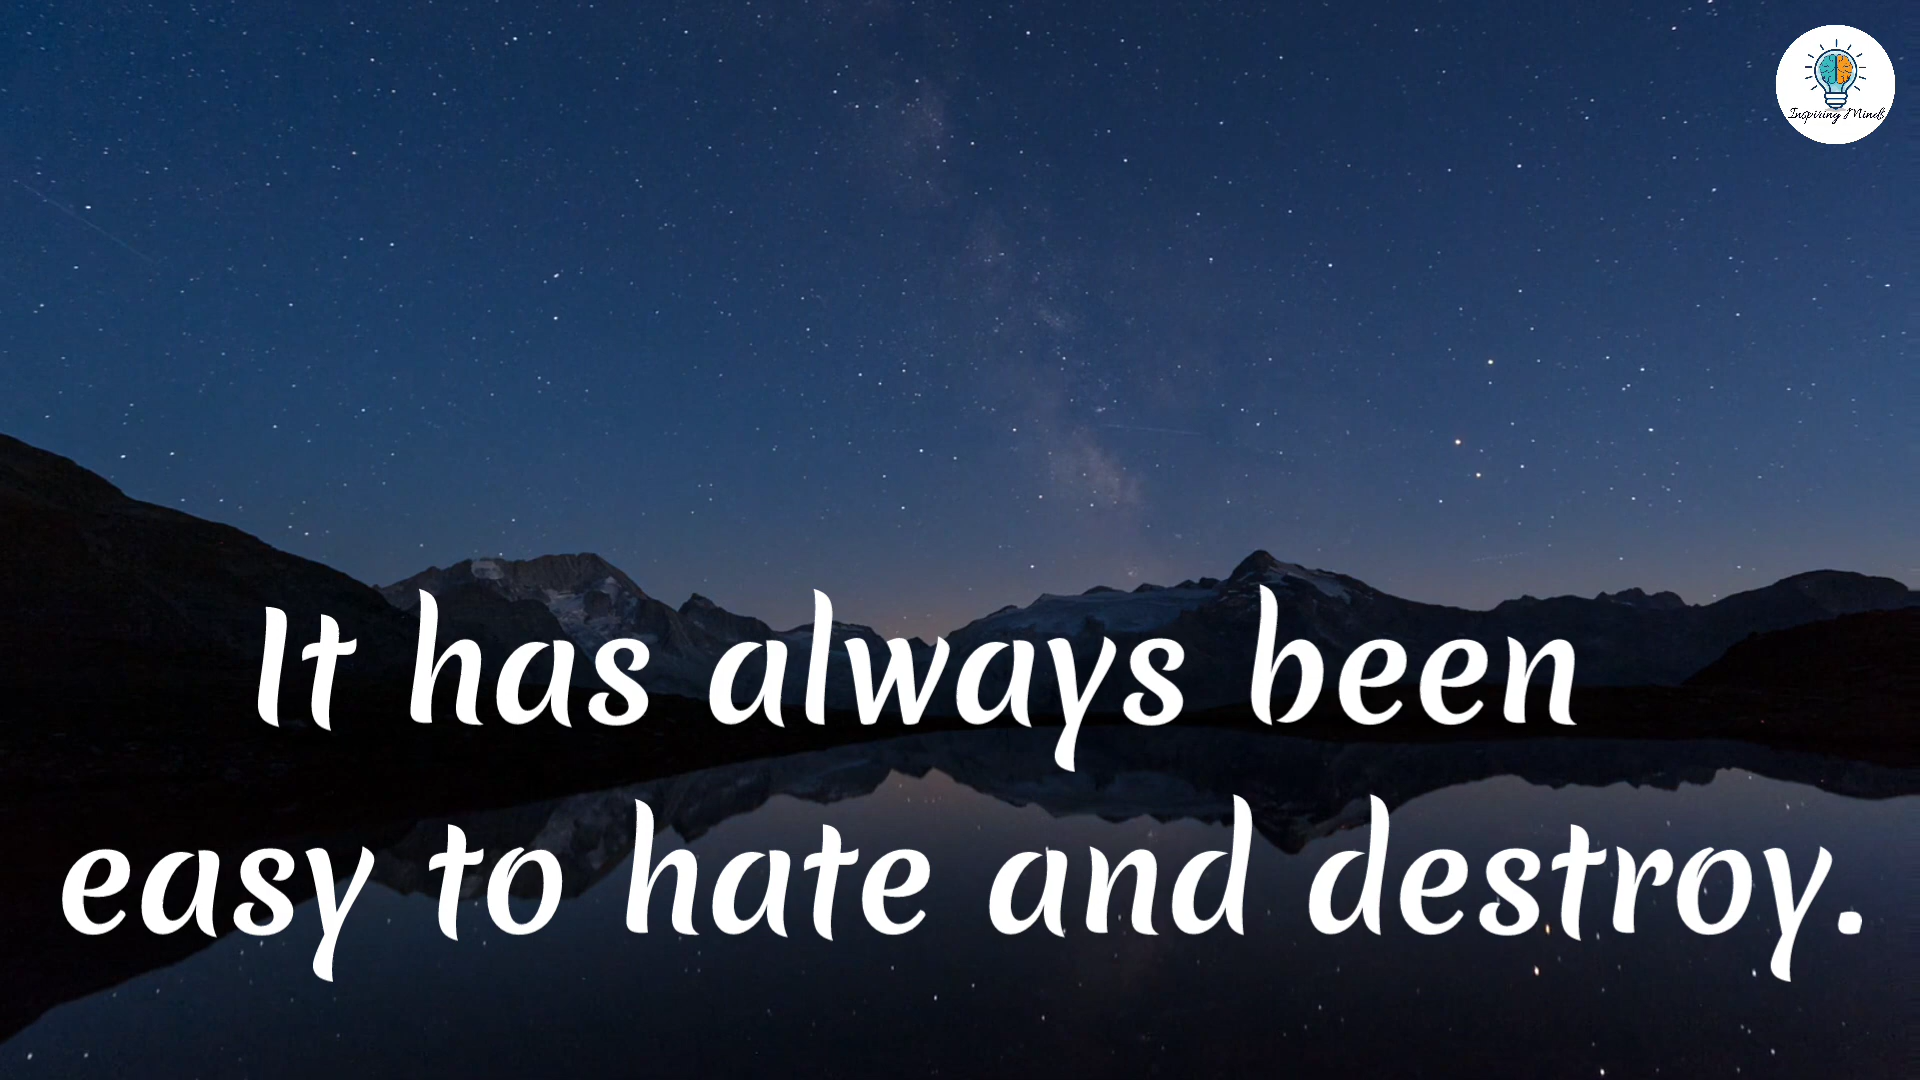 Inspiring Minds
It has always been
easy to hate and destroy.